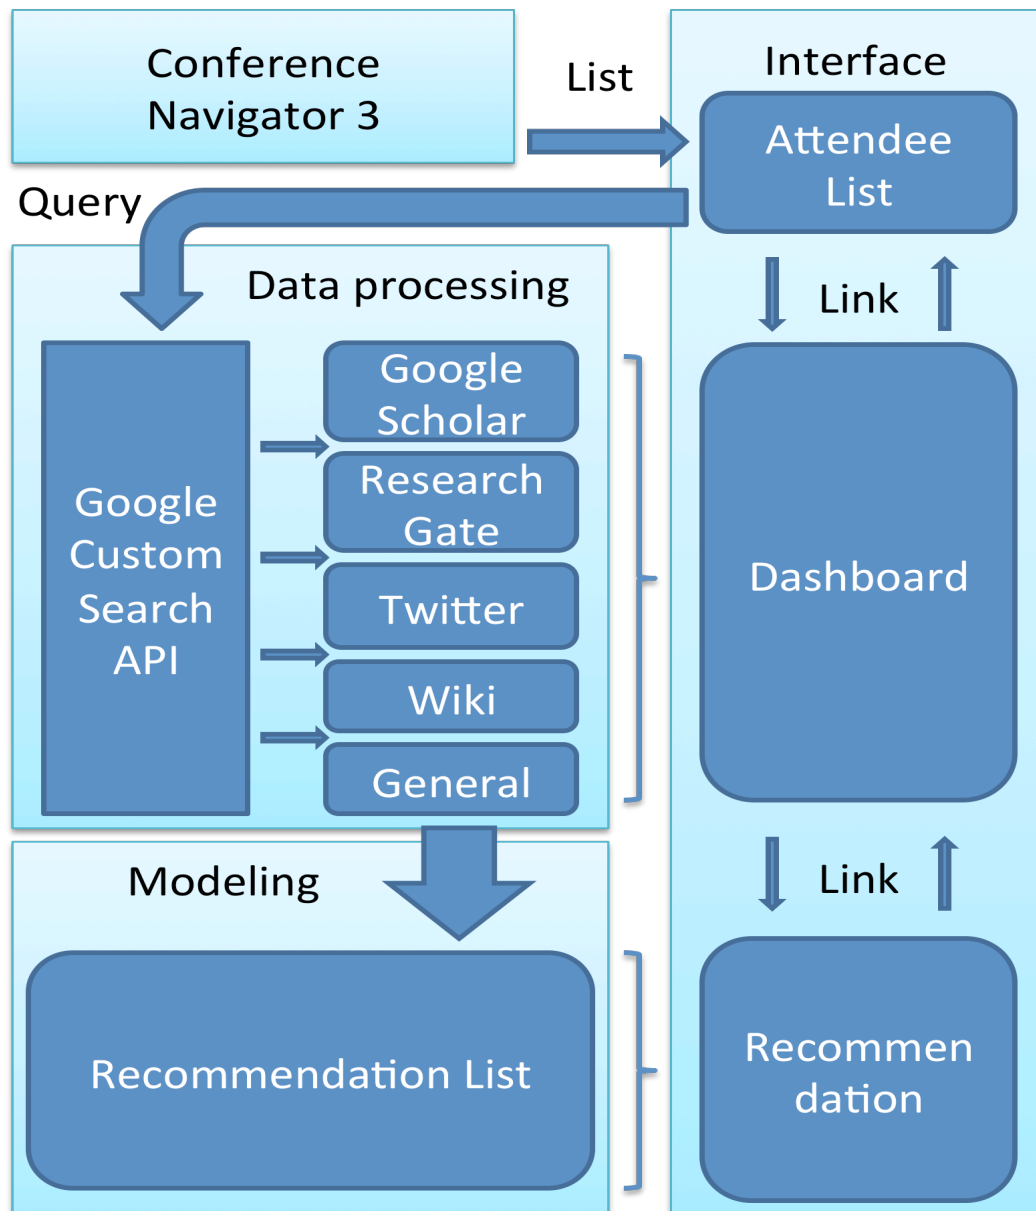 Conference
Navigator 3
List
Interface
Attendee
List
Query
Data processing
Link
Google
Scholar
Research
Gate
Google
Custom
Search
API
Twitter
Wiki
General
Dashboard
Modeling
Link
Recommendation List
Recommen
dation